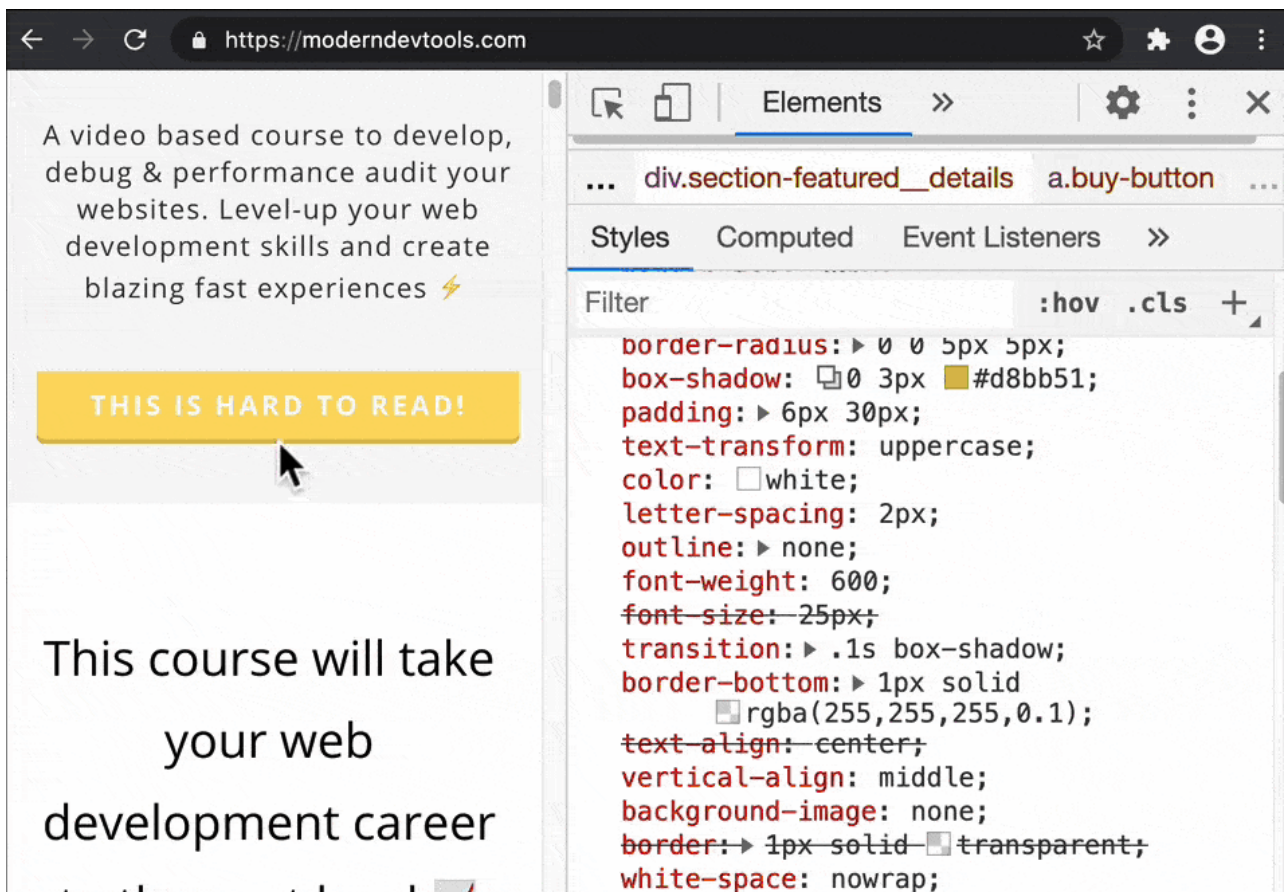 https://moderndevtools.com
A video based course to develop,
debug & performance audit your
websites. Level-up your web
development skills and create
blazing fast experiences ⚡
THIS IS HARD TO READ!
This course will take
your web
development career
Elements »
... div.section-featured__details a.buy-button ...
Styles Computed Event Listeners »
Filter :hov .cls +
border-radius: 0 0 5px 5px;
box-shadow: 0 3px #d8bb51;
padding: 6px 30px;
text-transform: uppercase;
color: white;
letter-spacing: 2px;
outline: none;
font-weight: 600;
font-size: 25px;
transition: .1s box-shadow;
border-bottom: 1px solid
rgba(255,255,255,0.1);
text-align: center;
vertical-align: middle;
background-image: none;
border: 1px solid transparent;
white-space: nowrap;